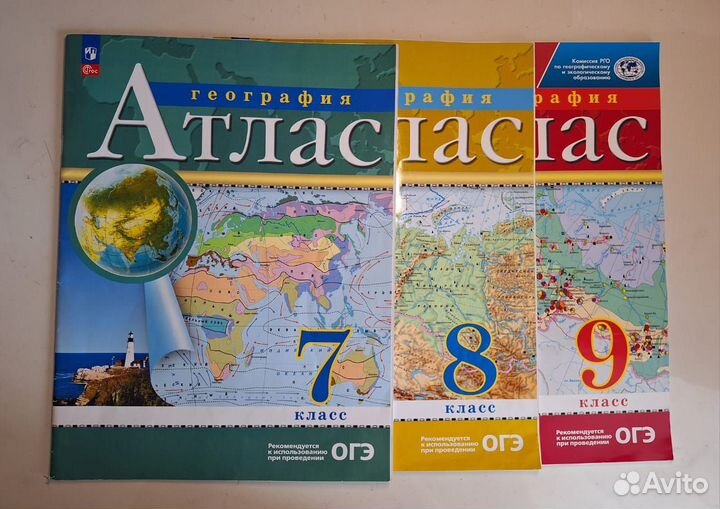 ФГОС
география
Атлас
7
класс
Рекомендуется
к использованию
при проведении
ОГЭ
рафия
лас
8
класс
Рекомендуется
к использованию
при проведении
ОГЭ
Комиссия РГО
по географическому
и экологическому
образованию
рафия
лас
9
класс
Рекомендуется
к использованию
при проведении
ОГЭ
Avito